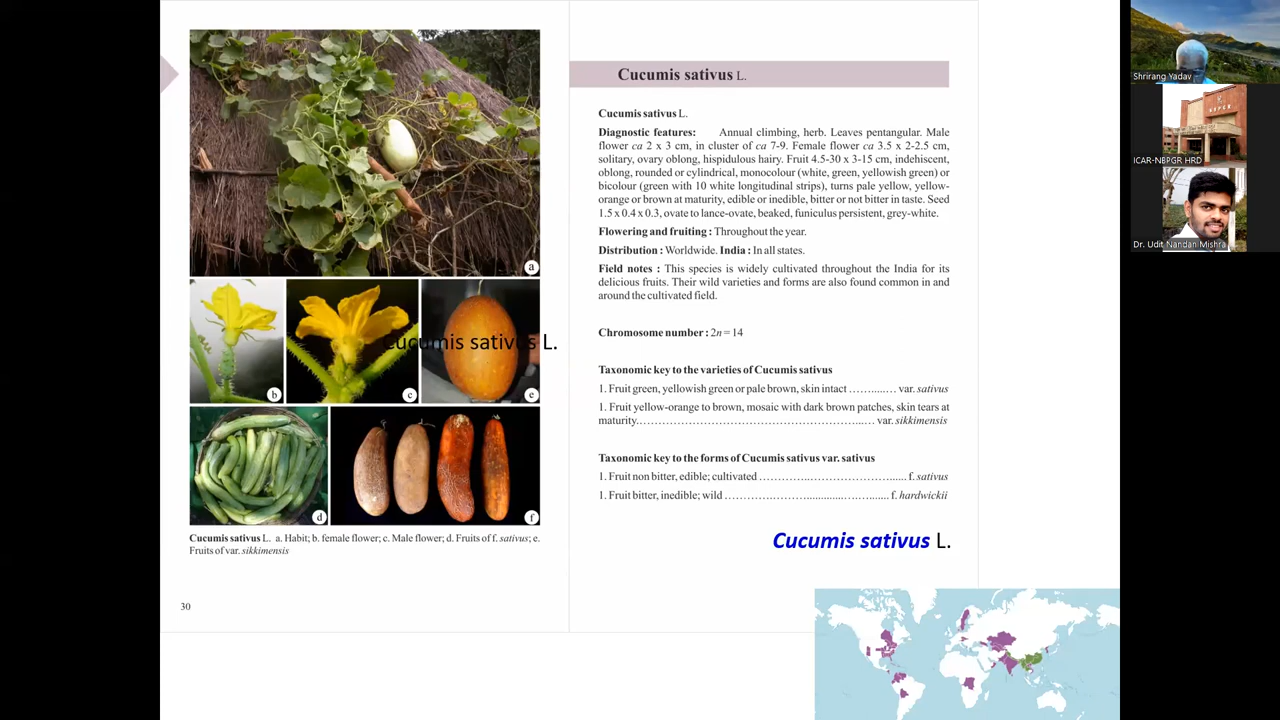 a
b
c
e
d
f
Cucumis sativus L.
Cucumis sativus L. a. Habit; b. female flower; c. Male flower; d. Fruits of f. sativus; e.
Fruits of var. sikkimensis
30
Cucumis sativus L.
Cucumis sativus L.
Diagnostic features: Annual climbing, herb. Leaves pentangular. Male
flower ca 2 x 3 cm, in cluster of ca 7-9. Female flower ca 3.5 x 2-2.5 cm,
solitary, ovary oblong, hispidulous hairy. Fruit 4.5-30 x 3-15 cm, indehiscent,
oblong, rounded or cylindrical, monocolour (white, green, yellowish green) or
bicolour (green with 10 white longitudinal strips), turns pale yellow, yellow-
orange or brown at maturity, edible or inedible, bitter or not bitter in taste. Seed
1.5 x 0.4 x 0.3, ovate to lance-ovate, beaked, funiculus persistent, grey-white.
Flowering and fruiting : Throughout the year.
Distribution : Worldwide. India : In all states.
Field notes : This species is widely cultivated throughout the India for its
delicious fruits. Their wild varieties and forms are also found common in and
around the cultivated field.
Chromosome number : 2n = 14
Taxonomic key to the varieties of Cucumis sativus
1. Fruit green, yellowish green or pale brown, skin intact ................ var. sativus
1. Fruit yellow-orange to brown, mosaic with dark brown patches, skin tears at
maturity................................................................ var. sikkimensis
Taxonomic key to the forms of Cucumis sativus var. sativus
1. Fruit non bitter, edible; cultivated ............................................ f. sativus
1. Fruit bitter, inedible; wild ................................................ f. hardwickii
Cucumis sativus L.
Shrirang Yadav
ICAR-NBPGR HRD
Dr. Udit Nandan Mishra